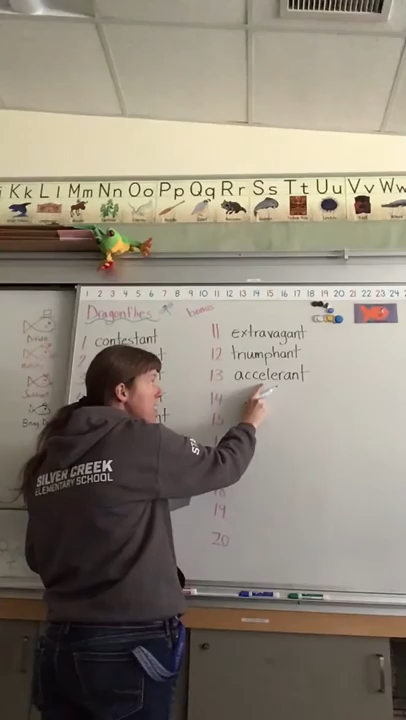 Kk Ll Mm Nn Oo Pp Qq Rr Ss Tt Uu Vv Ww
1 2 3 4 5 6 7 8 9 10 11 12 13 14 15 16 17 18 19 20 21 22 23 24
Dragonflies
bonus
1 contestant
11 extravagant
12 triumphant
13 accelerant
14
15
18
19
20
SILVER CREEK
ELEMENTARY SCHOOL